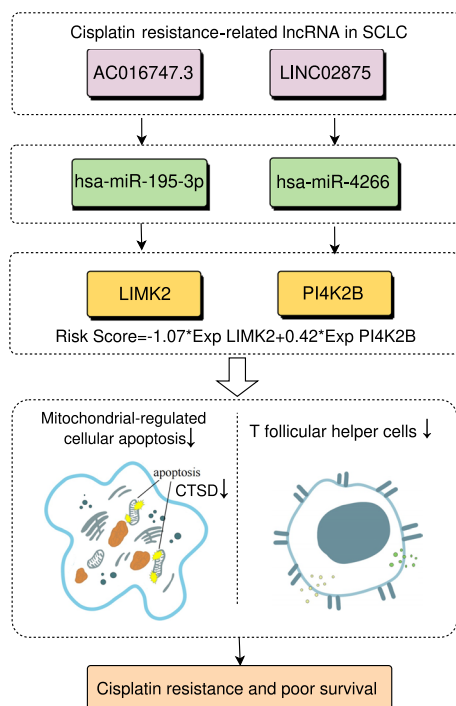 Cisplatin resistance-related lncRNA in SCLC
AC016747.3
LINC02875
hsa-miR-195-3p
hsa-miR-4266
LIMK2
PI4K2B
Risk Score=-1.07*Exp LIMK2+0.42*Exp PI4K2B
Mitochondrial-regulated
cellular apoptosis↓
T follicular helper cells ↓
apoptosis
CTSD↓
Cisplatin resistance and poor survival